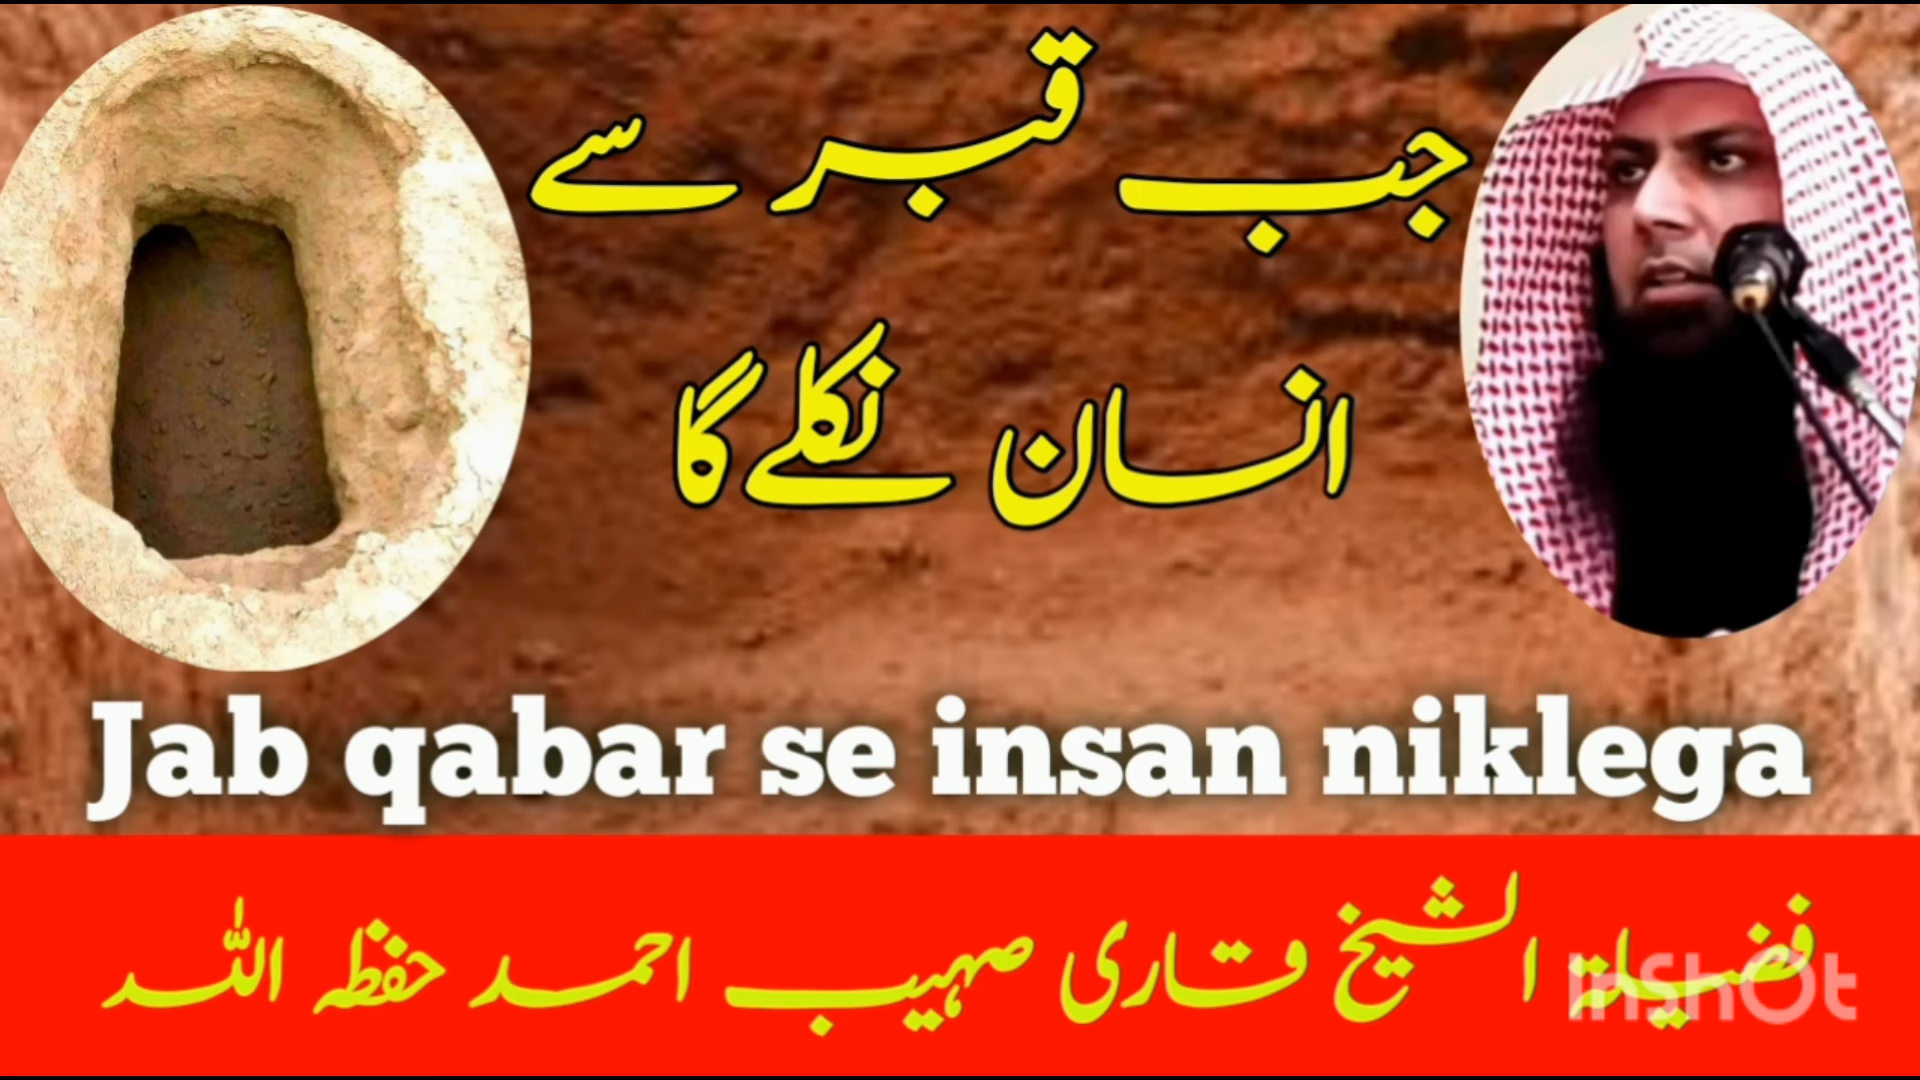 جب قبر سے
انسان نکلے گا
Jab qabar se insan niklega
فضیلۃ الشیخ قاری صہیب احمد حفظہ اللہ
InShOt